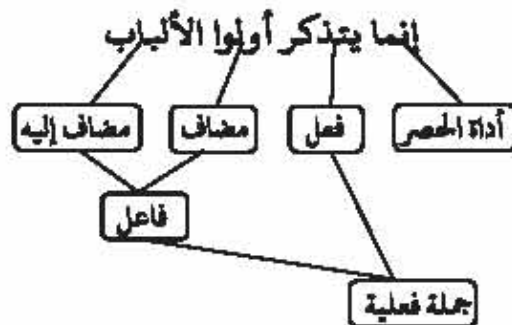 إنما يتذكر أولوا الألباب
أداة الحصر فعل مضاف مضاف إليه
فاعل
جملة فعلية